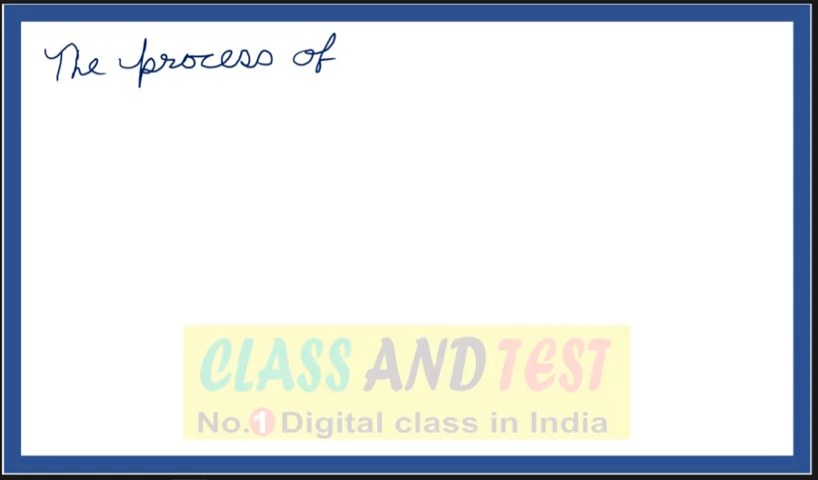 The process of
CLASS AND TEST
No.1 Digital class in India